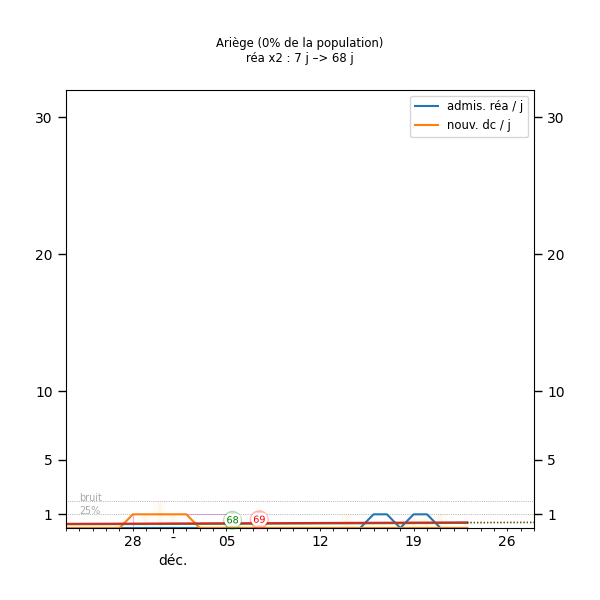 Ariège (0% de la population)
réa x2 : 7 j –> 68 j
admis. réa / j
nouv. dc / j
30 30
20 20
10 10
5 5
bruit
25%
1 1
68 69
28 - 05 12 19 26
déc.